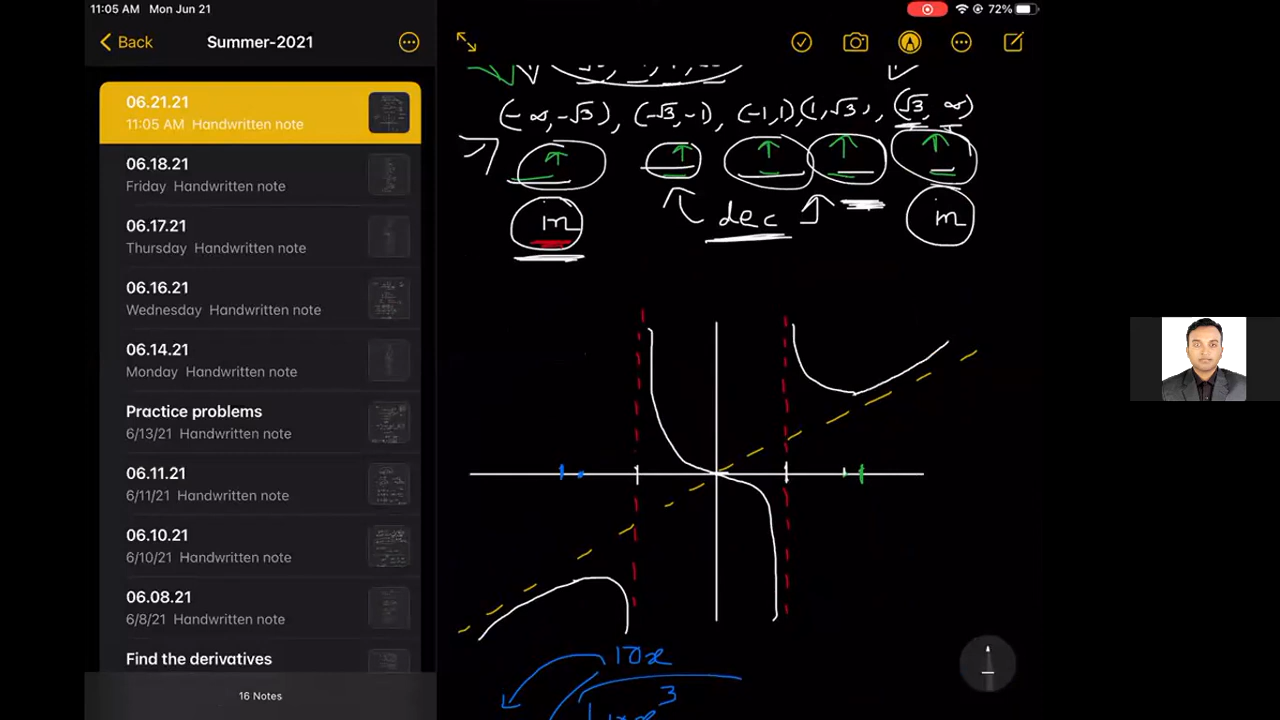 11:05 AM Mon Jun 21
72%
Back
Summer-2021
06.21.21
11:05 AM Handwritten note
06.18.21
Friday Handwritten note
06.17.21
Thursday Handwritten note
06.16.21
Wednesday Handwritten note
06.14.21
Monday Handwritten note
Practice problems
6/13/21 Handwritten note
06.11.21
6/11/21 Handwritten note
06.10.21
6/10/21 Handwritten note
06.08.21
6/8/21 Handwritten note
Find the derivatives
16 Notes
(-∞,-√3), (-√3,-1), (-1,1)(1,√3), (√3, ∞)
in dec in
10x